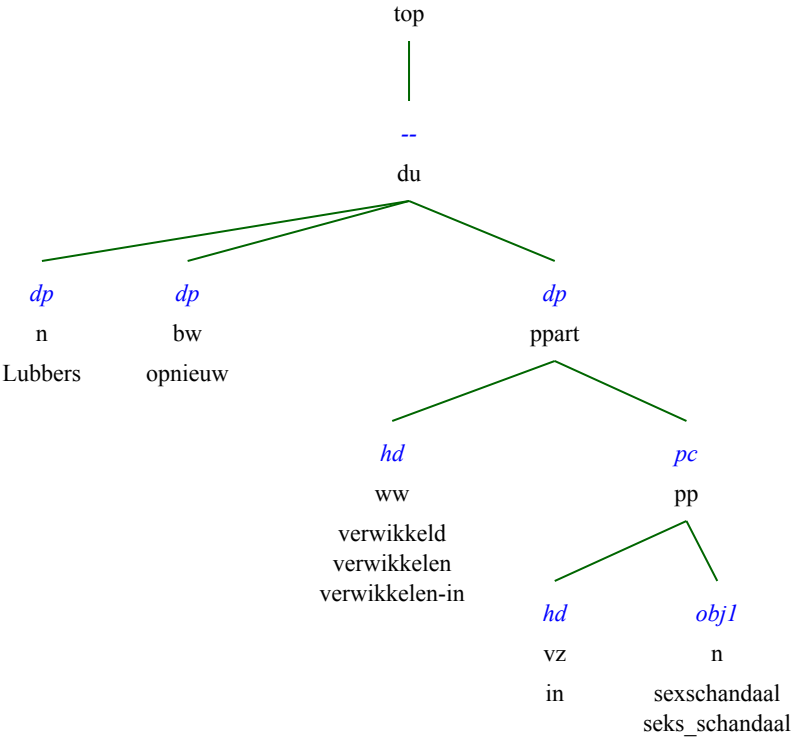 top
--
du
dp dp dp
n bw ppart
Lubbers opnieuw
hd pc
ww pp
verwikkeld
verwikkelen
verwikkelen-in
hd obj1
vz n
in sexschandaal
seks_schandaal